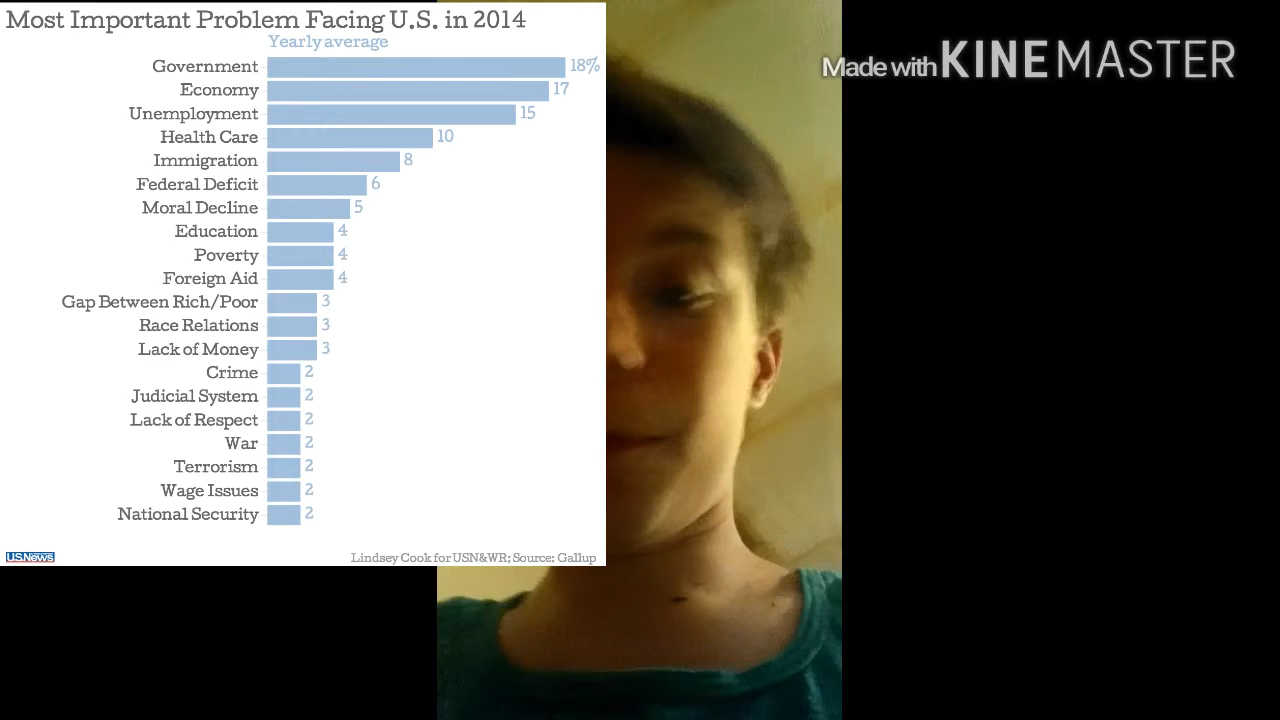 Most Important Problem Facing U.S. in 2014
Yearly average
Government 18%
Economy 17
Unemployment 15
Health Care 10
Immigration 8
Federal Deficit 6
Moral Decline 5
Education 4
Poverty 4
Foreign Aid 4
Gap Between Rich/Poor 3
Race Relations 3
Lack of Money 3
Crime 2
Judicial System 2
Lack of Respect 2
War 2
Terrorism 2
Wage Issues 2
National Security 2
USNews
Lindsey Cook for USN&WR; Source: Gallup
Made with KINEMASTER